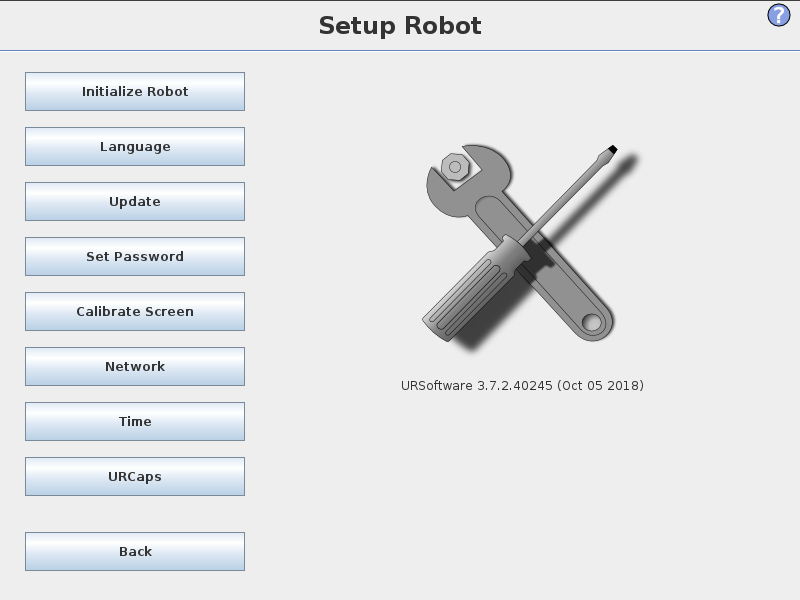 Setup Robot
?
Initialize Robot
Language
Update
Set Password
Calibrate Screen
Network
Time
URCaps
Back
URSoftware 3.7.2.40245 (Oct 05 2018)